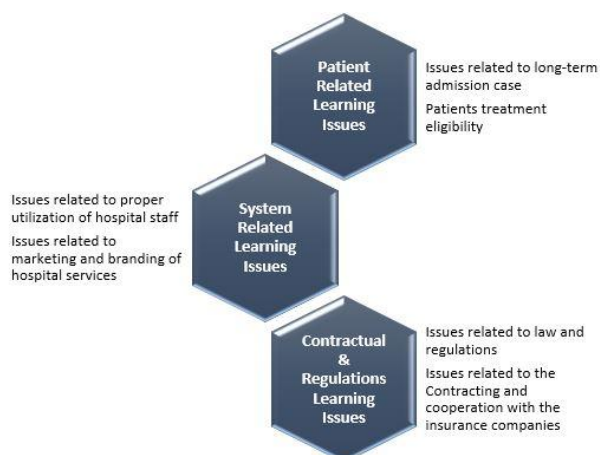 Patient
Related
Learning
Issues
Issues related to long-term
admission case
Patients treatment
eligibility
Issues related to proper
utilization of hospital staff
Issues related to
marketing and branding of
hospital services
System
Related
Learning
Issues
Contractual
&
Regulations
Learning
Issues
Issues related to law and
regulations
Issues related to the
Contracting and
cooperation with the
insurance companies